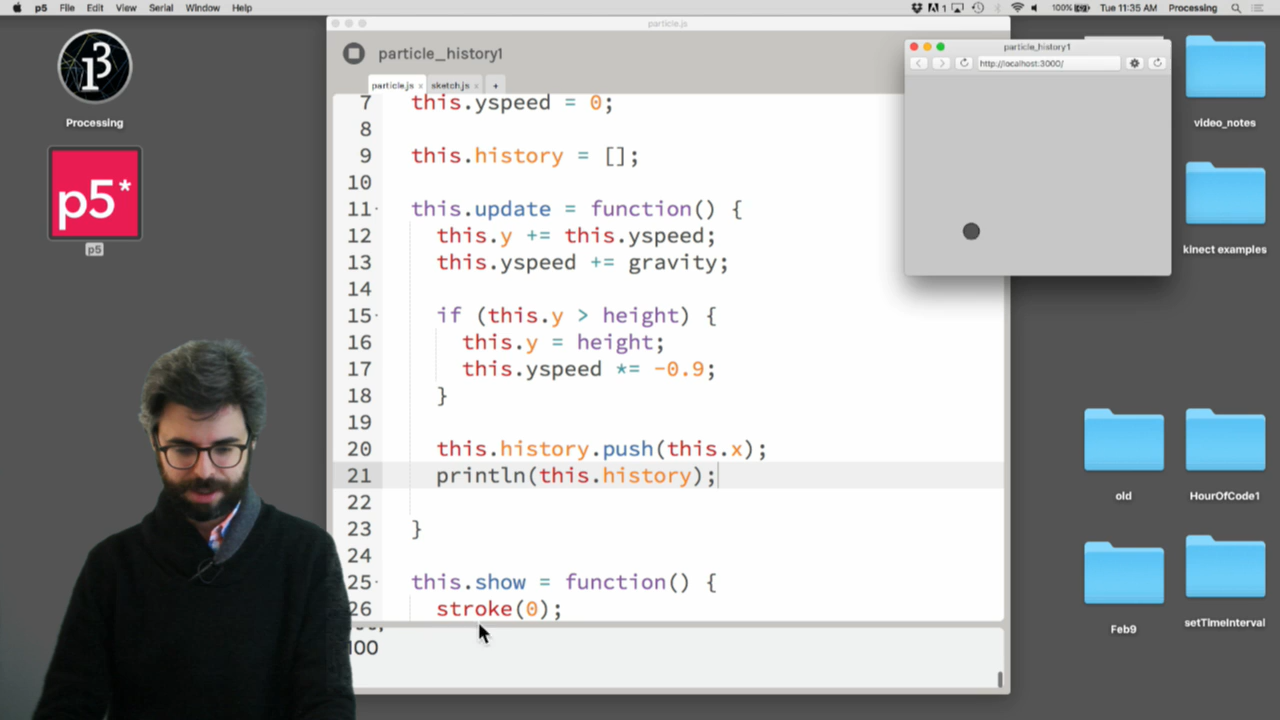 p5 File Edit View Serial Window Help
1 100% Tue 11:35 AM Processing
particle.js
particle_history1
particle.js x sketch.js x +
7 this.yspeed = 0;
8
9 this.history = [];
10
11 this.update = function() {
12 this.y += this.yspeed;
13 this.yspeed += gravity;
14
15 if (this.y > height) {
16 this.y = height;
17 this.yspeed *= -0.9;
18 }
19
20 this.history.push(this.x);
21 println(this.history);
22
23 }
24
25 this.show = function() {
26 stroke(0);
100
particle_history1
http://localhost:3000/
Processing
p5*
p5
video_notes
kinect examples
old
HourOfCode1
Feb9
setTimeInterval